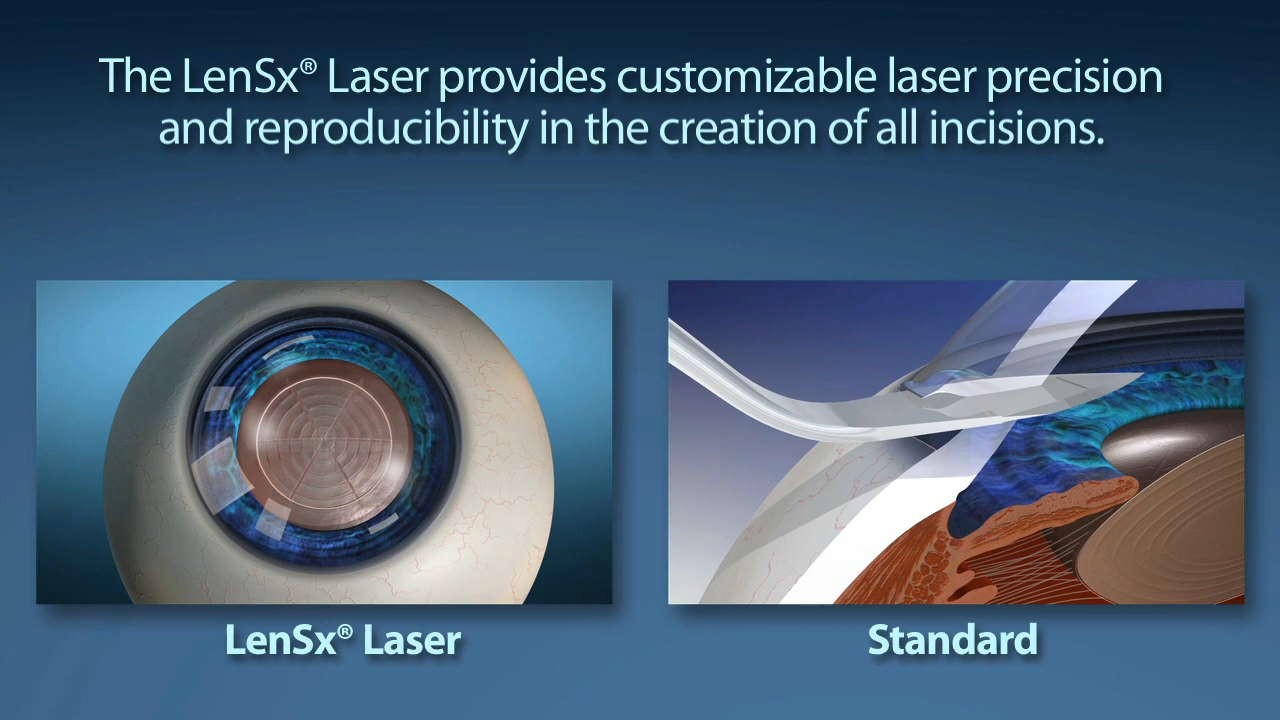 The LenSx® Laser provides customizable laser precision
and reproducibility in the creation of all incisions.
LenSx® Laser
Standard